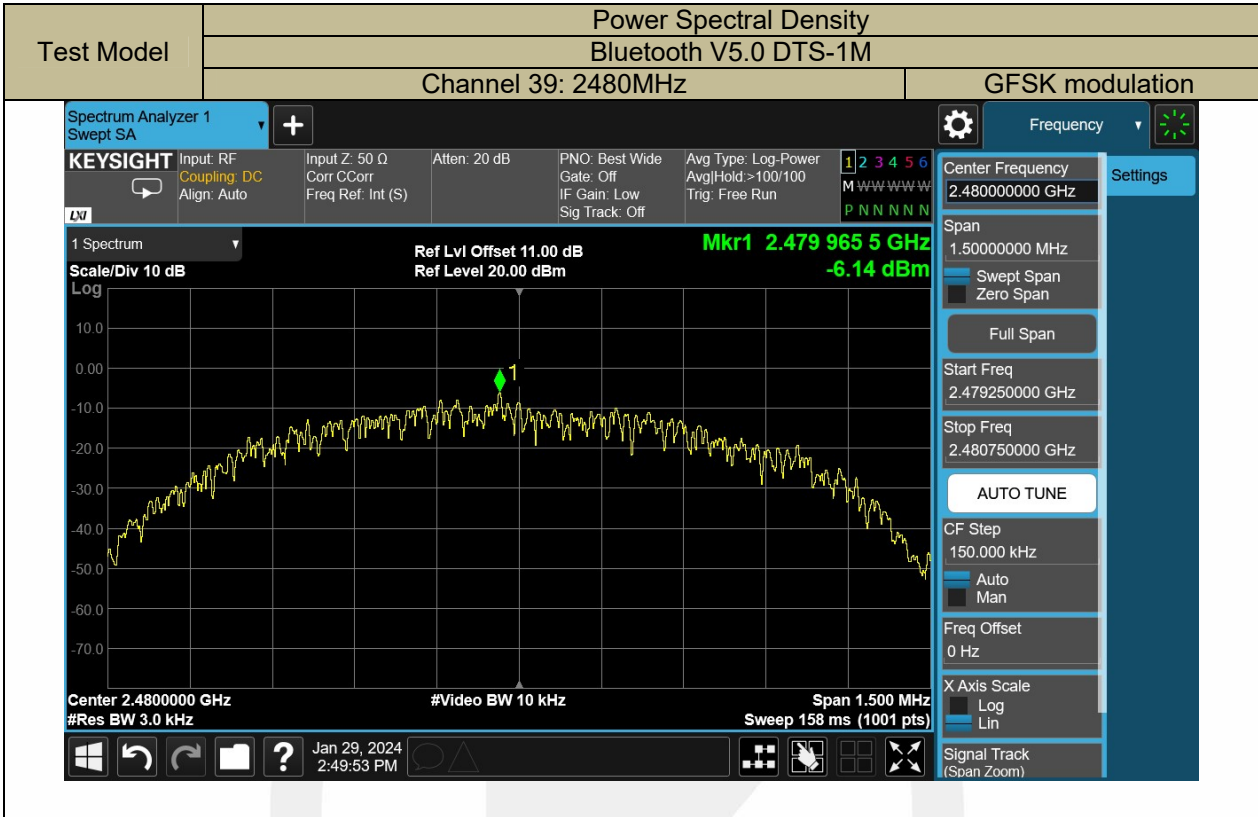 Power Spectral Density
Test Model
Bluetooth V5.0 DTS-1M
Channel 39: 2480MHz GFSK modulation
Spectrum Analyzer 1
Swept SA
+
Frequency
KEYSIGHT
LXI
Input: RF
Coupling: DC
Align: Auto
Input Z: 50 Ω
Corr CCorr
Freq Ref: Int (S)
Atten: 20 dB
PNO: Best Wide
Gate: Off
IF Gain: Low
Sig Track: Off
Avg Type: Log-Power
Avg|Hold:>100/100
Trig: Free Run
1 2 3 4 5 6
M W W W W W
P N N N N N
1 Spectrum
Scale/Div 10 dB
Log
Ref Lvl Offset 11.00 dB
Ref Level 20.00 dBm
Mkr1 2.479 965 5 GHz
-6.14 dBm
10.0
0.00
-10.0
-20.0
-30.0
-40.0
-50.0
-60.0
-70.0
1
Center 2.4800000 GHz
#Res BW 3.0 kHz
#Video BW 10 kHz
Span 1.500 MHz
Sweep 158 ms (1001 pts)
?
Jan 29, 2024
2:49:53 PM
Center Frequency
2.480000000 GHz
Settings
Span
1.50000000 MHz
Swept Span
Zero Span
Full Span
Start Freq
2.479250000 GHz
Stop Freq
2.480750000 GHz
AUTO TUNE
CF Step
150.000 kHz
Auto
Man
Freq Offset
0 Hz
X Axis Scale
Log
Lin
Signal Track
(Span Zoom)